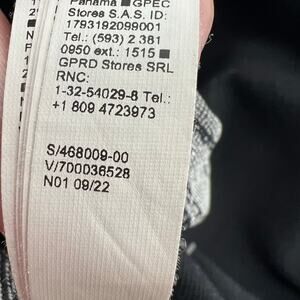 Panama ■ GPEC
Stores S.A.S. ID:
1793192099001
Tel.: (593) 2 381
0950 ext.: 1515 ■
GPRD Stores SRL
RNC:
1-32-54029-8 Tel.:
+1 809 4723973
S/468009-00
V/700036528
N01 09/22